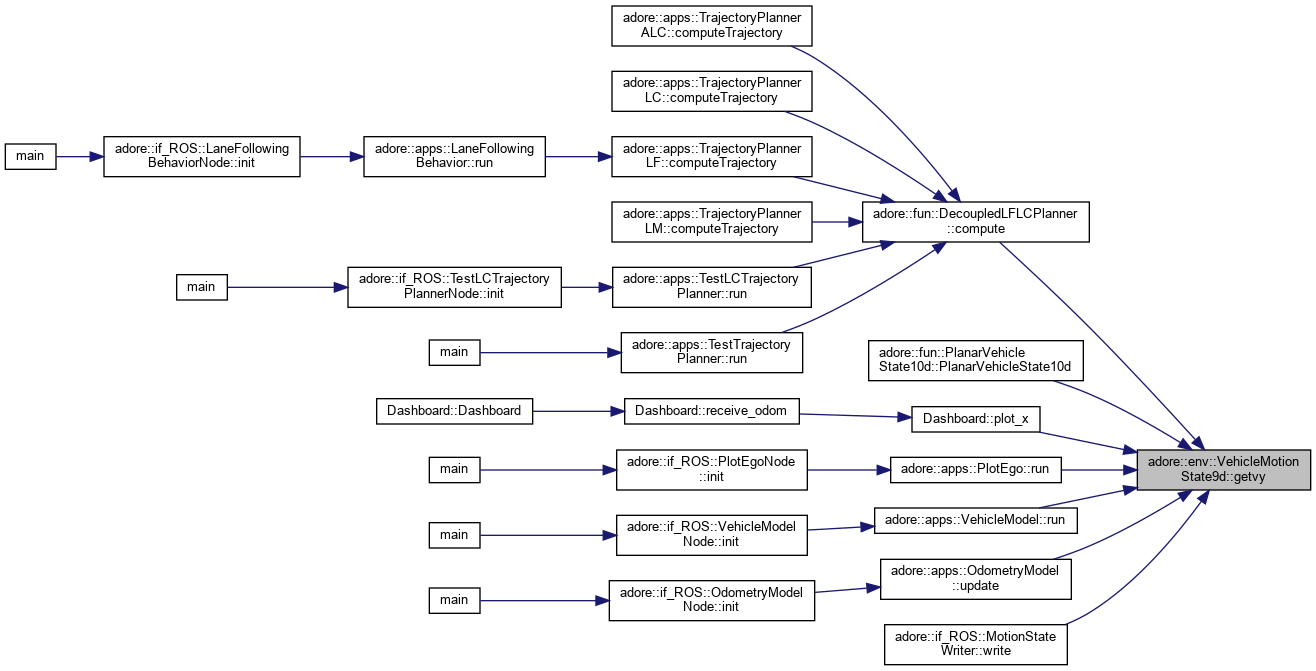 adore::apps::TrajectoryPlanner
ALC::computeTrajectory
adore::apps::TrajectoryPlanner
LC::computeTrajectory
main
adore::if_ROS::LaneFollowing
BehaviorNode::init
adore::apps::LaneFollowing
Behavior::run
adore::apps::TrajectoryPlanner
LF::computeTrajectory
adore::apps::TrajectoryPlanner
LM::computeTrajectory
adore::fun::DecoupledLFLCPlanner
::compute
main
adore::if_ROS::TestLCTrajectory
PlannerNode::init
adore::apps::TestLCTrajectory
Planner::run
main
adore::apps::TestTrajectory
Planner::run
adore::fun::PlanarVehicle
State10d::PlanarVehicleState10d
Dashboard::Dashboard
Dashboard::receive_odom
Dashboard::plot_x
main
adore::if_ROS::PlotEgoNode
::init
adore::apps::PlotEgo::run
adore::env::VehicleMotion
State9d::getvy
main
adore::if_ROS::VehicleModel
Node::init
adore::apps::VehicleModel::run
main
adore::if_ROS::OdometryModel
Node::init
adore::apps::OdometryModel
::update
adore::if_ROS::MotionState
Writer::write